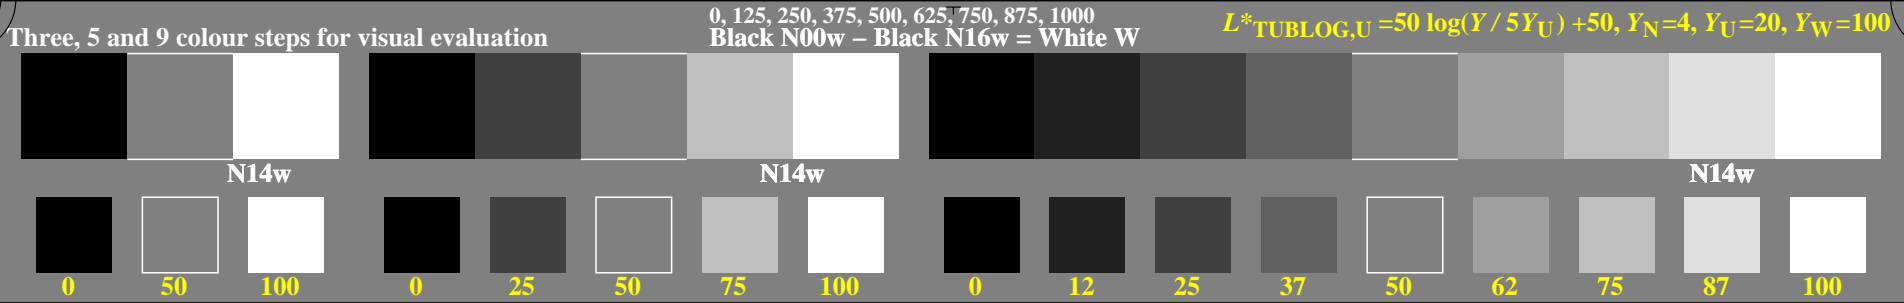 0, 125, 250, 375, 500, 625, 750, 875, 1000
Three, 5 and 9 colour steps for visual evaluation
Black N00w – Black N16w = White W
L*TUBLOG,U =50 log(Y / 5YU) +50, YN=4, YU=20, YW=100
N14w N14w N14w
0 50 100 0 25 50 75 100 0 12 25 37 50 62 75 87 100